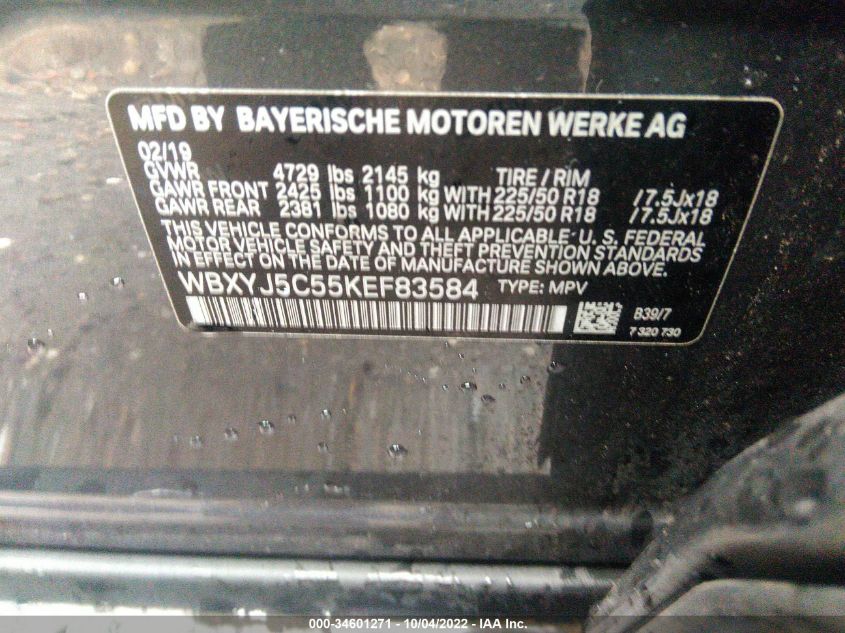 MFD BY BAYERISCHE MOTOREN WERKE AG
02/19
GVWR 4729 lbs 2145 kg TIRE / RIM
GAWR FRONT 2425 lbs 1100 kg WITH 225/50 R18 /7.5Jx18
GAWR REAR 2381 lbs 1080 kg WITH 225/50 R18 /7.5Jx18
THIS VEHICLE CONFORMS TO ALL APPLICABLE U. S. FEDERAL
MOTOR VEHICLE SAFETY AND THEFT PREVENTION STANDARDS
IN EFFECT ON THE DATE OF MANUFACTURE SHOWN ABOVE.
WBXYJ5C55KEF83584 TYPE: MPV
B39/7
7 320 730
000-34601271 - 10/04/2022 - IAA Inc.